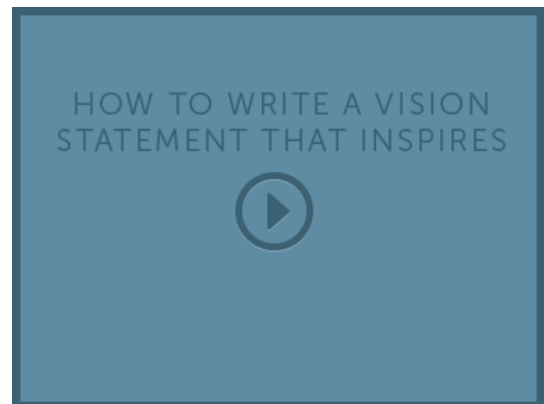 HOW TO WRITE A VISION
STATEMENT THAT INSPIRES